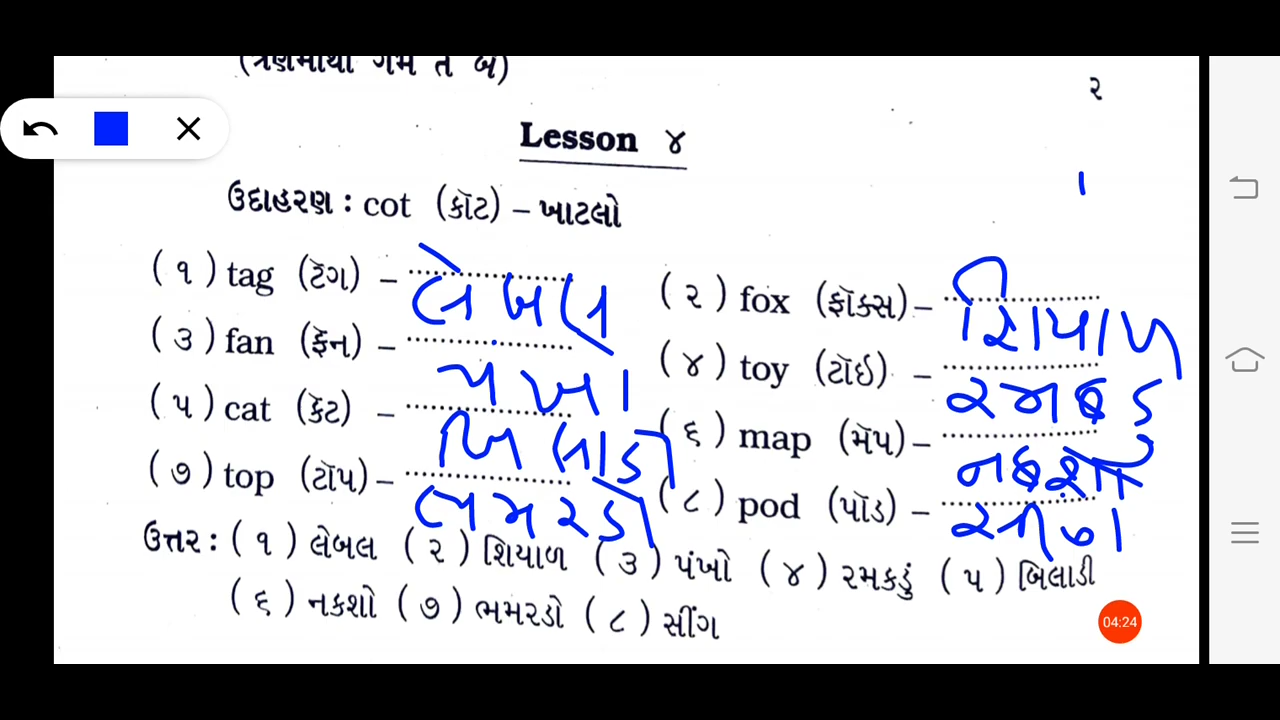 (ત્રણમાંથી ગમે તે બે)
૨
Lesson ૪
ઉદાહરણ : cot (કૉટ) – ખાટલો
(૧) tag (ટૅગ) – લેબલ (૨) fox (ફૉક્સ) – શિયાળ
(૩) fan (ફૅન) – પંખો (૪) toy (ટૉઇ) – રમકડુ
(૫) cat (કૅટ) – બિલાડી (૬) map (મૅપ) – નકશો
(૭) top (ટૉપ) – ભમરડો (૮) pod (પૉડ) –
ઉત્તર : (૧) લેબલ (૨) શિયાળ (૩) પંખો (૪) રમકડું (૫) બિલાડી
(૬) નકશો (૭) ભમરડો (૮) સીંગ
04:24